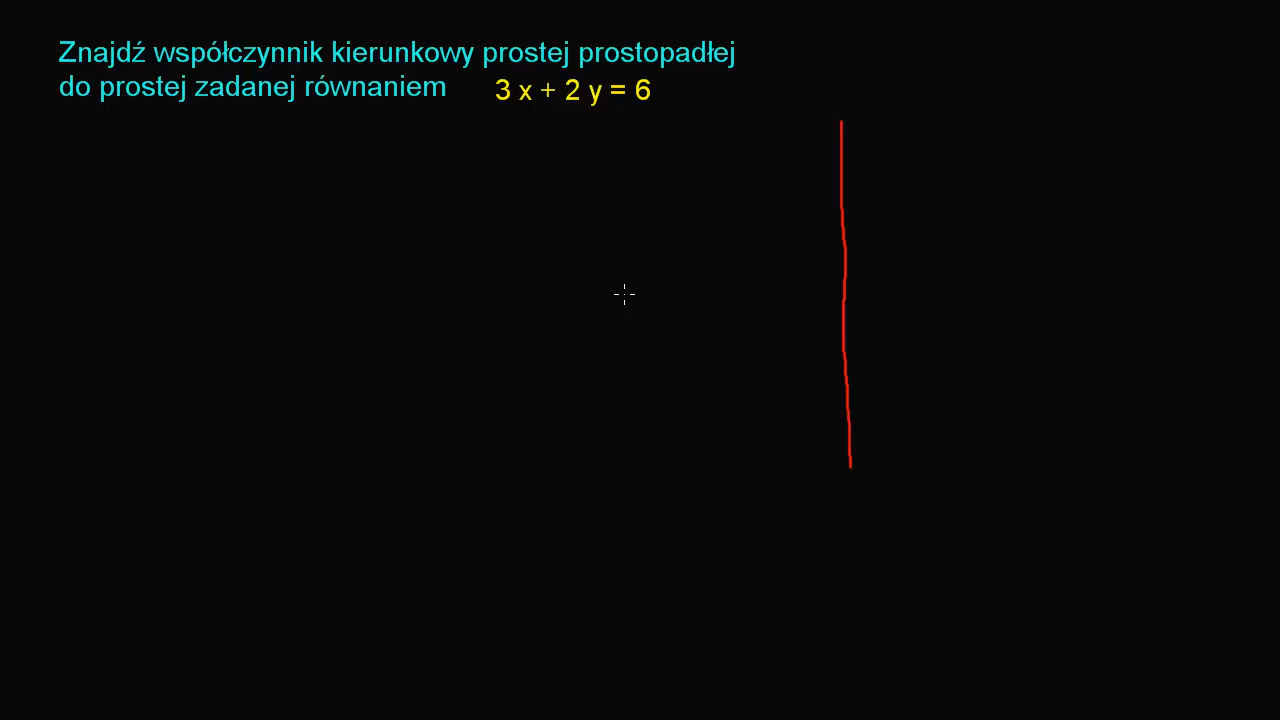 Znajdź współczynnik kierunkowy prostej prostopadłej
do prostej zadanej równaniem 3 x + 2 y = 6